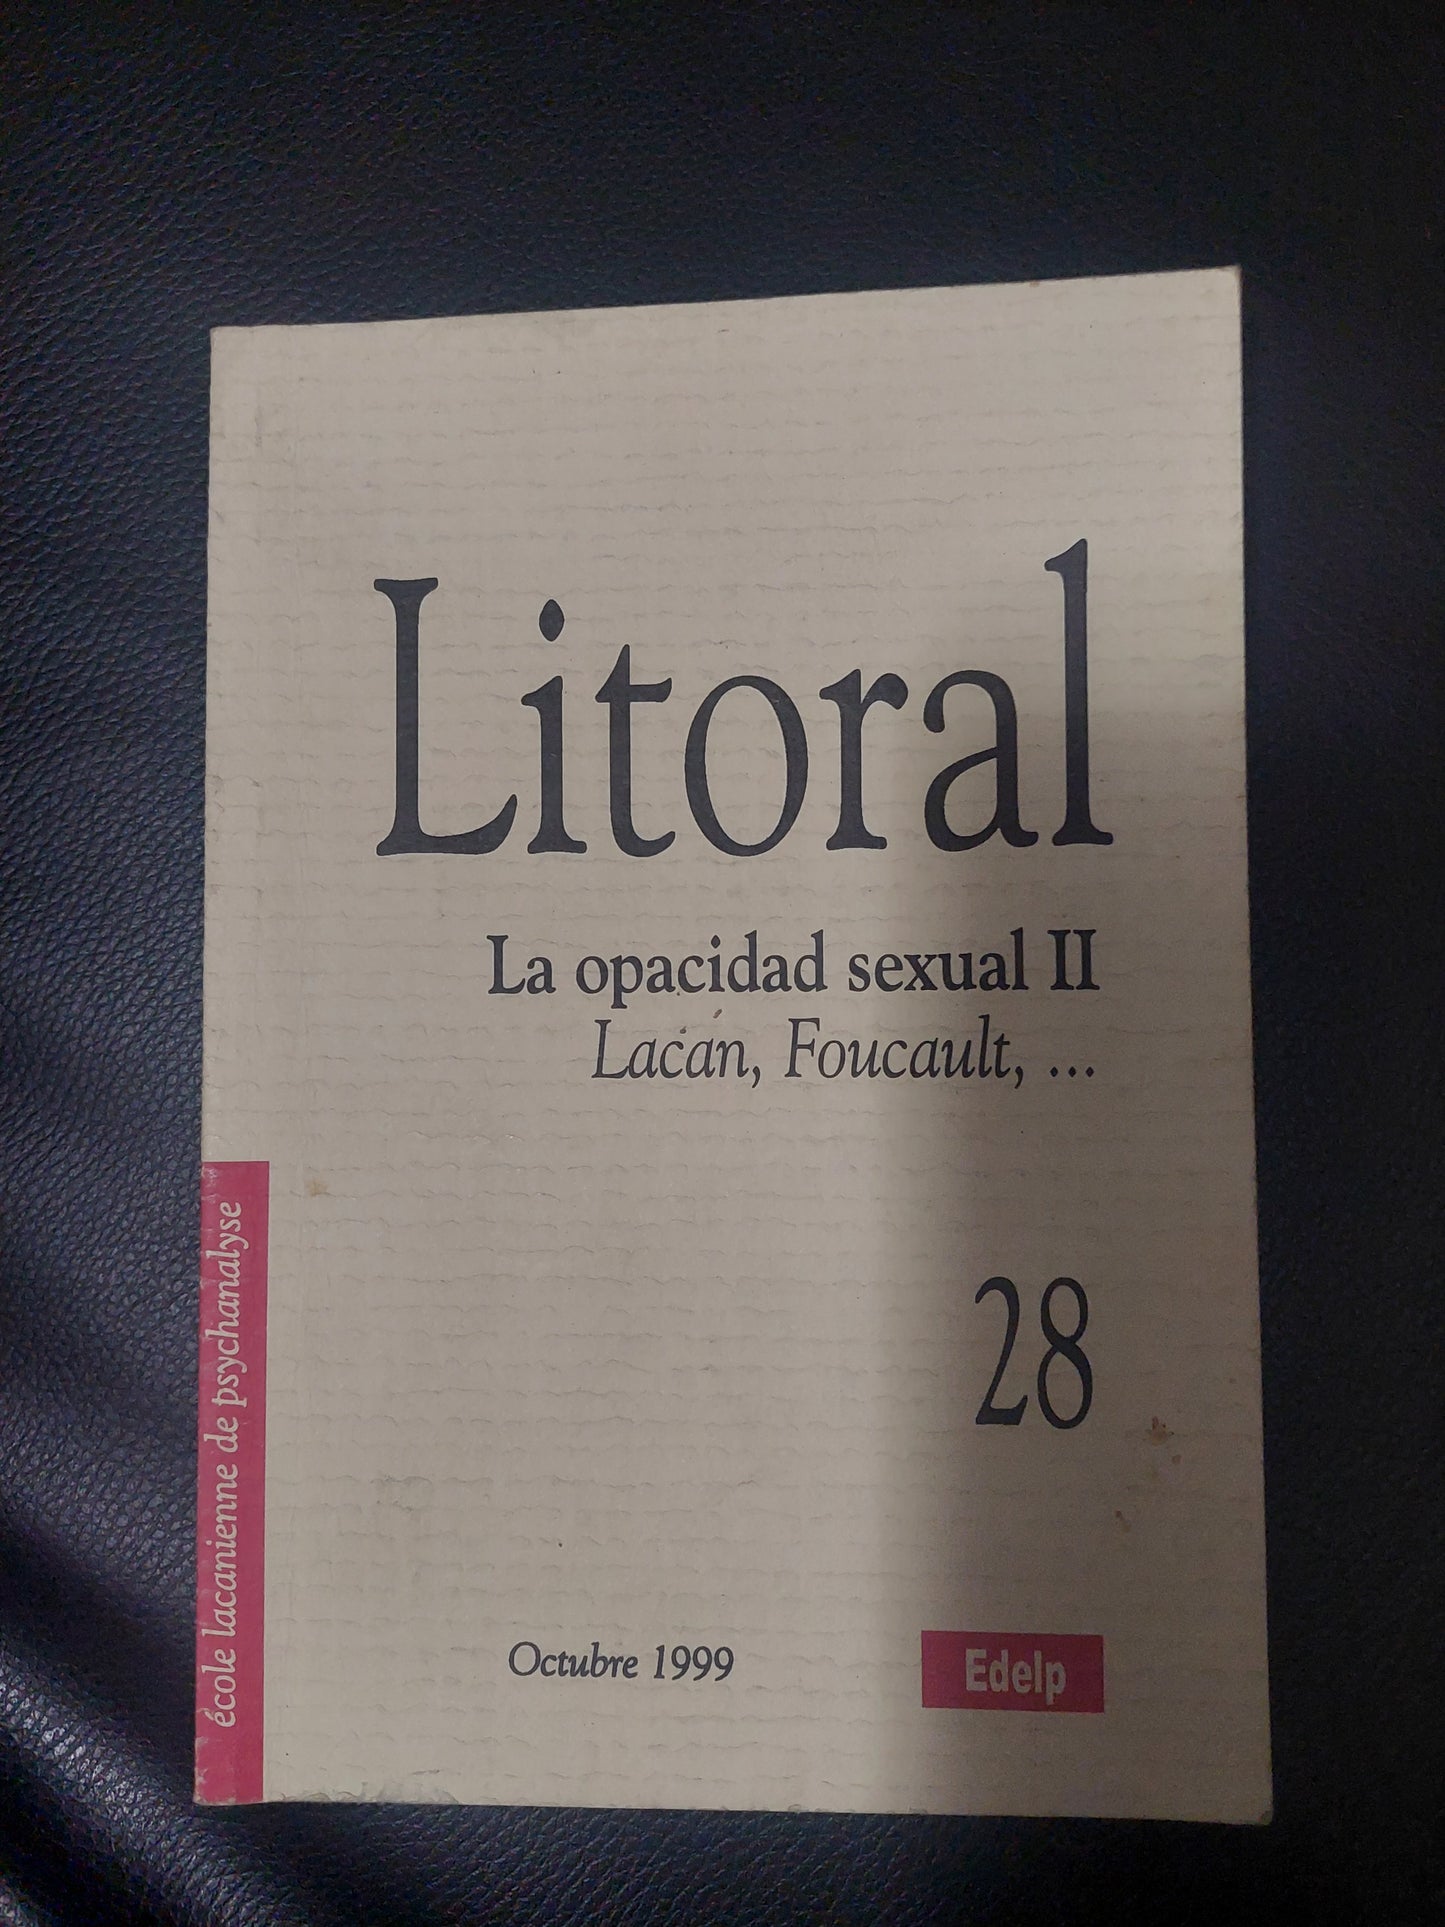 Litoral
La opacidad sexual II
Lacan, Foucault, ...
28
école lacanienne de psychanalyse
Octubre 1999
Edelp